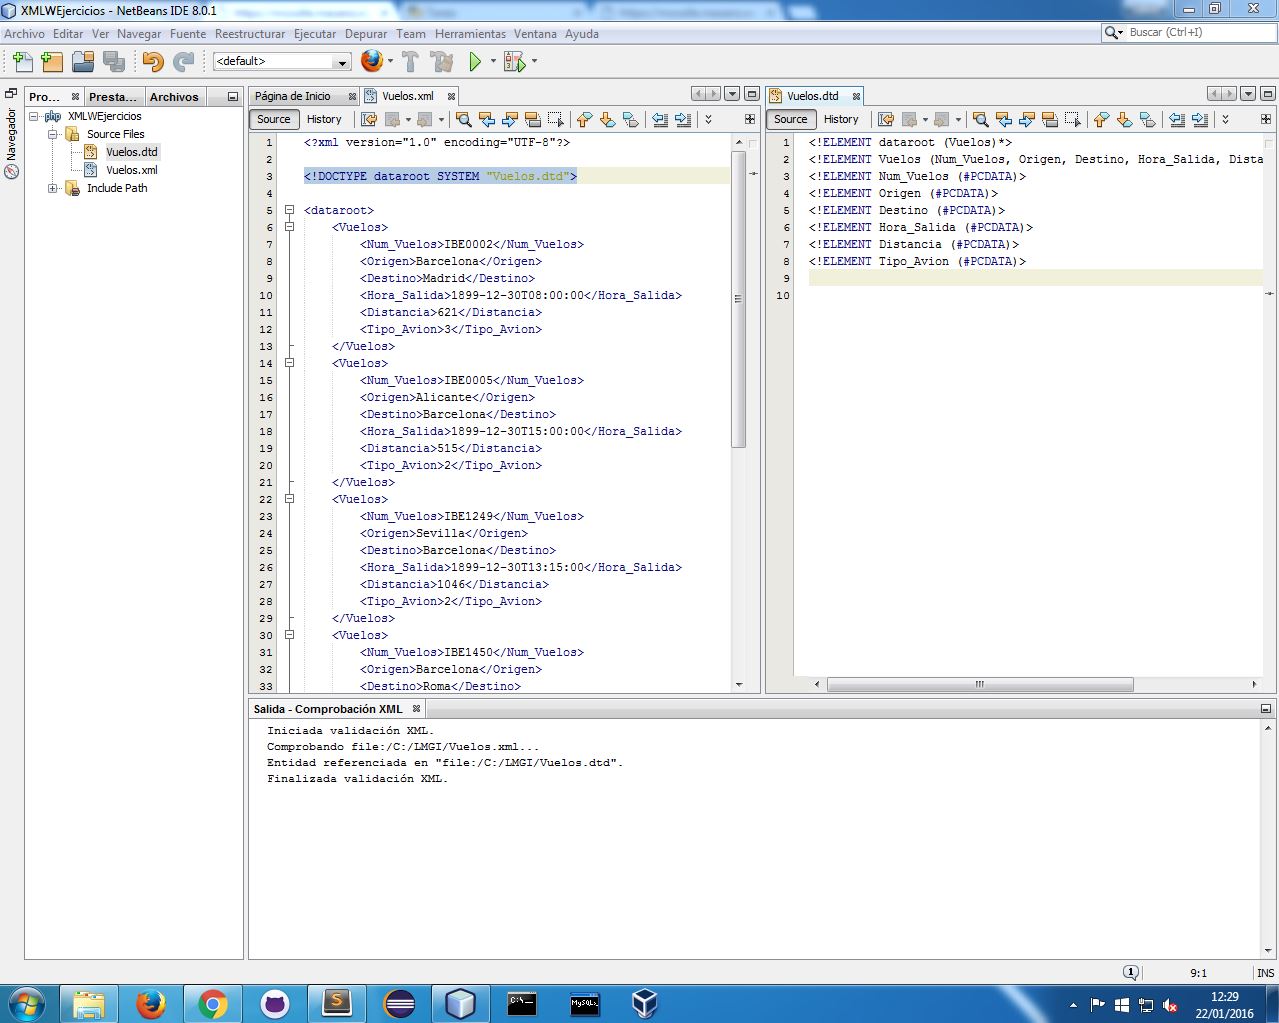 XMLWEjercicios - NetBeans IDE 8.0.1
Archivo Editar Ver Navegar Fuente Reestructurar Ejecutar Depurar Team Herramientas Ventana Ayuda
Buscar (Ctrl+I)
<default>
Pro...
Presta...
Archivos
Navegador
XMLWEjercicios
Source Files
Vuelos.dtd
Vuelos.xml
Include Path
Página de Inicio
Vuelos.xml
Source History
1 <?xml version="1.0" encoding="UTF-8"?>
2
3 <!DOCTYPE dataroot SYSTEM "Vuelos.dtd">
4
5 <dataroot>
6 <Vuelos>
7 <Num_Vuelos>IBE0002</Num_Vuelos>
8 <Origen>Barcelona</Origen>
9 <Destino>Madrid</Destino>
10 <Hora_Salida>1899-12-30T08:00:00</Hora_Salida>
11 <Distancia>621</Distancia>
12 <Tipo_Avion>3</Tipo_Avion>
13 </Vuelos>
14 <Vuelos>
15 <Num_Vuelos>IBE0005</Num_Vuelos>
16 <Origen>Alicante</Origen>
17 <Destino>Barcelona</Destino>
18 <Hora_Salida>1899-12-30T15:00:00</Hora_Salida>
19 <Distancia>515</Distancia>
20 <Tipo_Avion>2</Tipo_Avion>
21 </Vuelos>
22 <Vuelos>
23 <Num_Vuelos>IBE1249</Num_Vuelos>
24 <Origen>Sevilla</Origen>
25 <Destino>Barcelona</Destino>
26 <Hora_Salida>1899-12-30T13:15:00</Hora_Salida>
27 <Distancia>1046</Distancia>
28 <Tipo_Avion>2</Tipo_Avion>
29 </Vuelos>
30 <Vuelos>
31 <Num_Vuelos>IBE1450</Num_Vuelos>
32 <Origen>Barcelona</Origen>
33 <Destino>Roma</Destino>
Vuelos.dtd
Source History
1 <!ELEMENT dataroot (Vuelos)*>
2 <!ELEMENT Vuelos (Num_Vuelos, Origen, Destino, Hora_Salida, Dista
3 <!ELEMENT Num_Vuelos (#PCDATA)>
4 <!ELEMENT Origen (#PCDATA)>
5 <!ELEMENT Destino (#PCDATA)>
6 <!ELEMENT Hora_Salida (#PCDATA)>
7 <!ELEMENT Distancia (#PCDATA)>
8 <!ELEMENT Tipo_Avion (#PCDATA)>
9
10
Salida - Comprobación XML
Iniciada validación XML.
Comprobando file:/C:/LMGI/Vuelos.xml...
Entidad referenciada en "file:/C:/LMGI/Vuelos.dtd".
Finalizada validación XML.
1
9:1
INS
12:29
22/01/2016